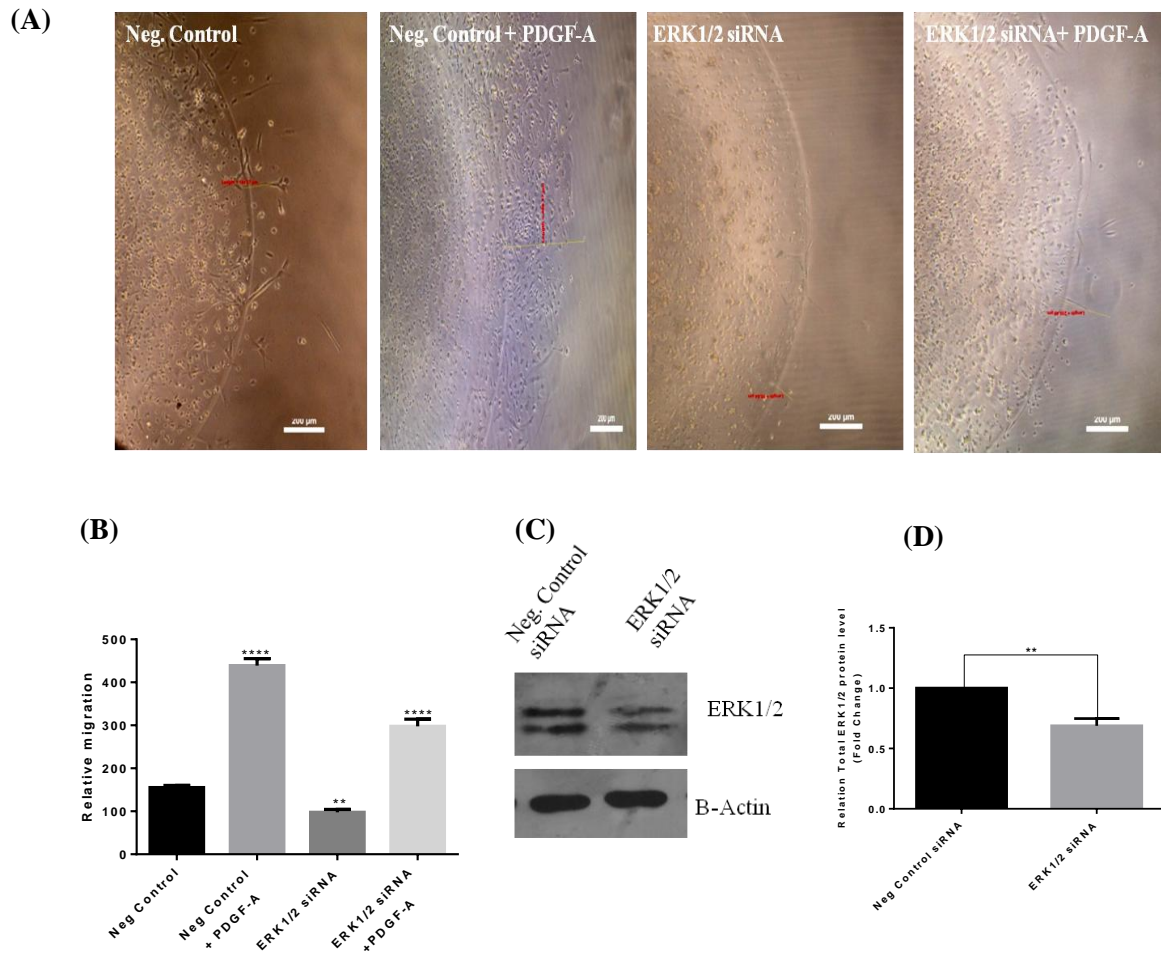 (A)
Neg. Control
Neg. Control + PDGF-A
ERK1/2 siRNA
ERK1/2 siRNA+ PDGF-A
200 µm
200 µm
200 µm
200 µm
(B)
Relative migration
500
400
300
200
100
0
****
**
****
Neg Control
Neg Control
+ PDGF-A
ERK1/2 siRNA
ERK1/2 siRNA
+PDGF-A
(C)
Neg. Control
siRNA
ERK1/2
siRNA
ERK1/2
B-Actin
(D)
Relation Total ERK1/2 protein level
(Fold Change)
1.5
1.0
0.5
0.0
**
Neg Control siRNA
ERK1/2 siRNA